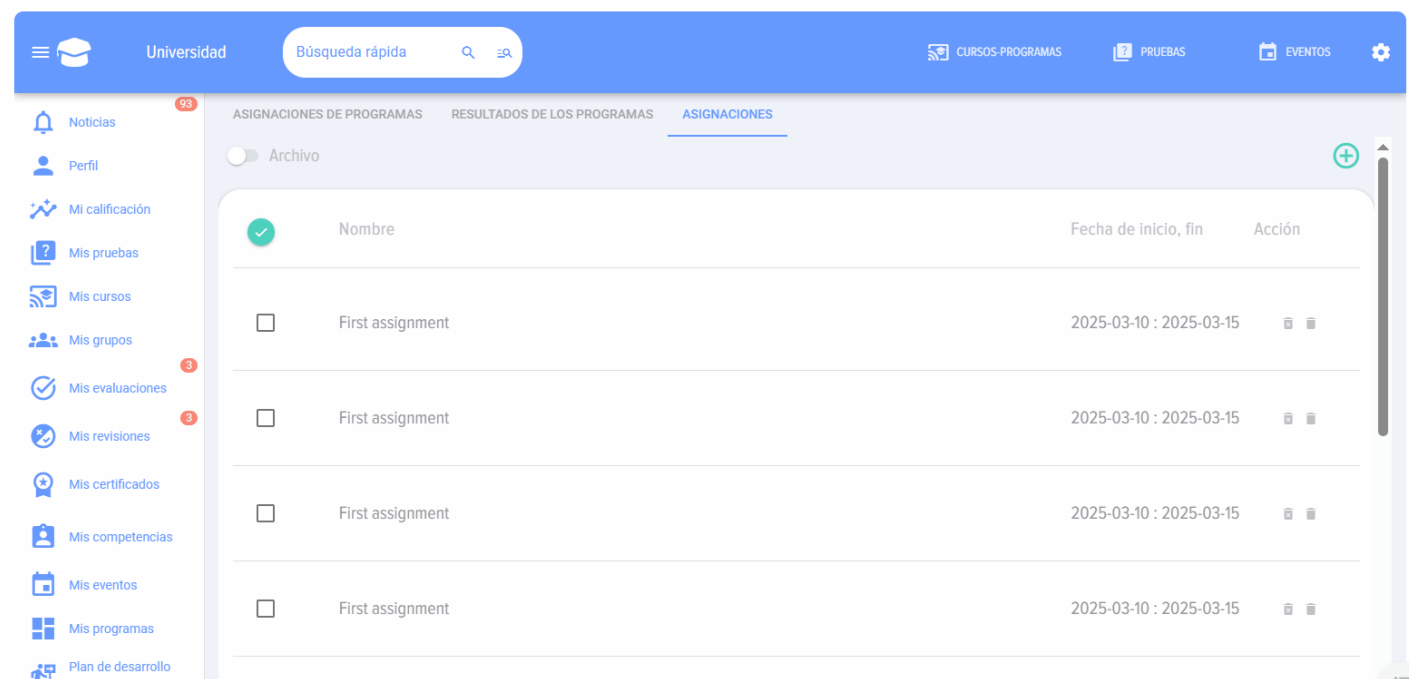 Universidad
Búsqueda rápida
CURSOS-PROGRAMAS
PRUEBAS
EVENTOS
93
Noticias
Perfil
Mi calificación
Mis pruebas
Mis cursos
Mis grupos
3
Mis evaluaciones
3
Mis revisiones
Mis certificados
Mis competencias
Mis eventos
Mis programas
Plan de desarrollo
ASIGNACIONES DE PROGRAMAS RESULTADOS DE LOS PROGRAMAS ASIGNACIONES
Archivo
Nombre Fecha de inicio, fin Acción
First assignment 2025-03-10 : 2025-03-15
First assignment 2025-03-10 : 2025-03-15
First assignment 2025-03-10 : 2025-03-15
First assignment 2025-03-10 : 2025-03-15